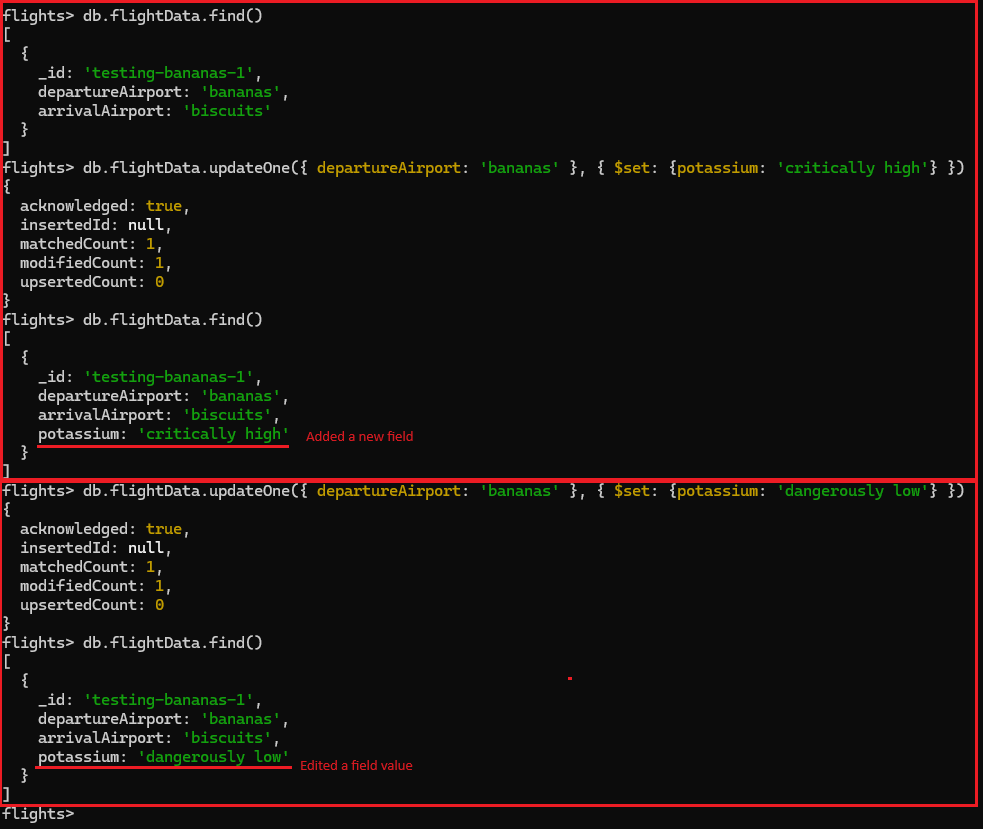 flights> db.flightData.find()
[
  {
    _id: 'testing-bananas-1',
    departureAirport: 'bananas',
    arrivalAirport: 'biscuits'
  }
]
flights> db.flightData.updateOne({ departureAirport: 'bananas' }, { $set: {potassium: 'critically high'} })
{
  acknowledged: true,
  insertedId: null,
  matchedCount: 1,
  modifiedCount: 1,
  upsertedCount: 0
}
flights> db.flightData.find()
[
  {
    _id: 'testing-bananas-1',
    departureAirport: 'bananas',
    arrivalAirport: 'biscuits',
    potassium: 'critically high' Added a new field
  }
]
flights> db.flightData.updateOne({ departureAirport: 'bananas' }, { $set: {potassium: 'dangerously low'} })
{
  acknowledged: true,
  insertedId: null,
  matchedCount: 1,
  modifiedCount: 1,
  upsertedCount: 0
}
flights> db.flightData.find()
[
  {
    _id: 'testing-bananas-1',
    departureAirport: 'bananas',
    arrivalAirport: 'biscuits',
    potassium: 'dangerously low' Edited a field value
  }
]
flights>